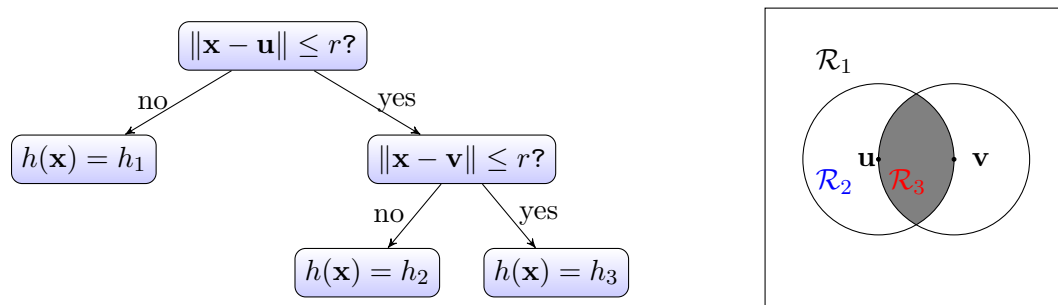 ‖x − u‖ ≤ r?
no
yes
h(x) = h₁
‖x − v‖ ≤ r?
no
yes
h(x) = h₂
h(x) = h₃
ℛ₁
u
v
ℛ₂
ℛ₃